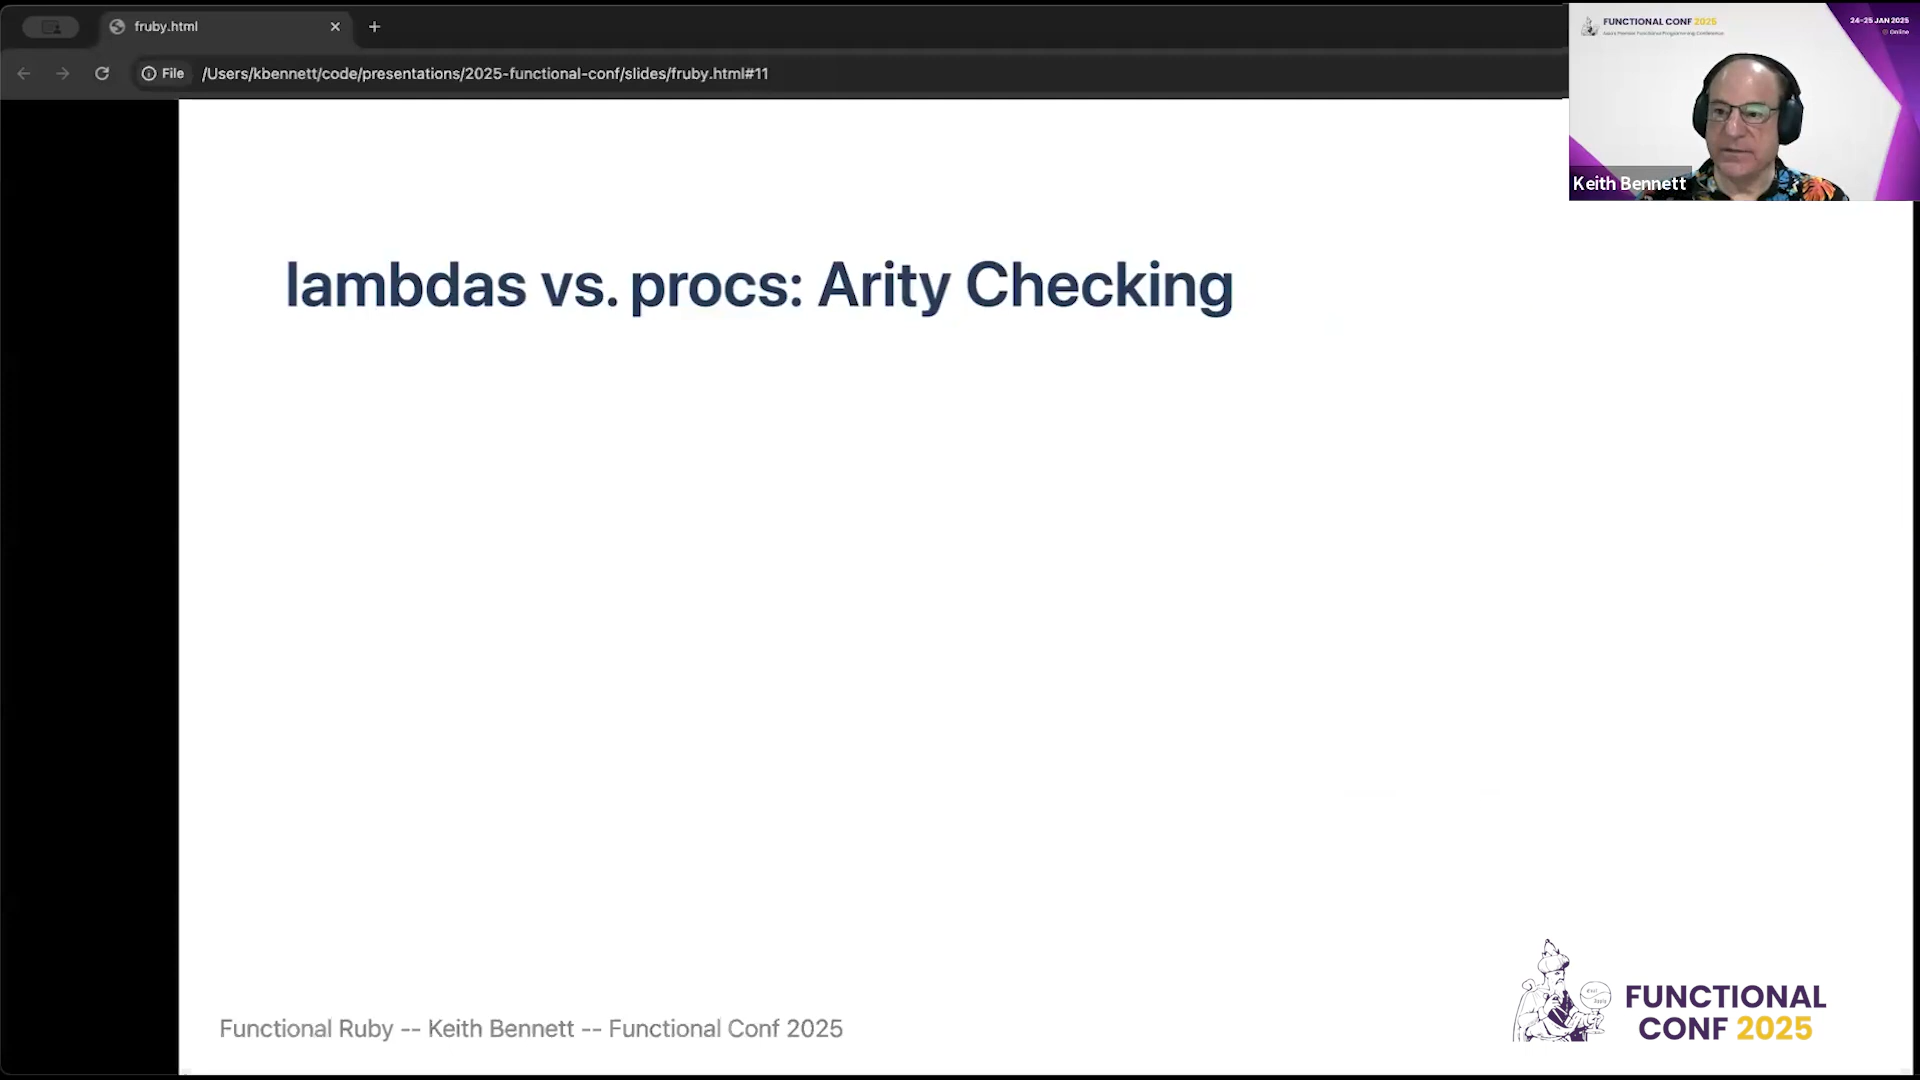 fruby.html
File
/Users/kbennett/code/presentations/2025-functional-conf/slides/fruby.html#11
FUNCTIONAL CONF 2025
24-25 JAN 2025
Online
Keith Bennett
lambdas vs. procs: Arity Checking
Functional Ruby -- Keith Bennett -- Functional Conf 2025
FUNCTIONAL
CONF 2025